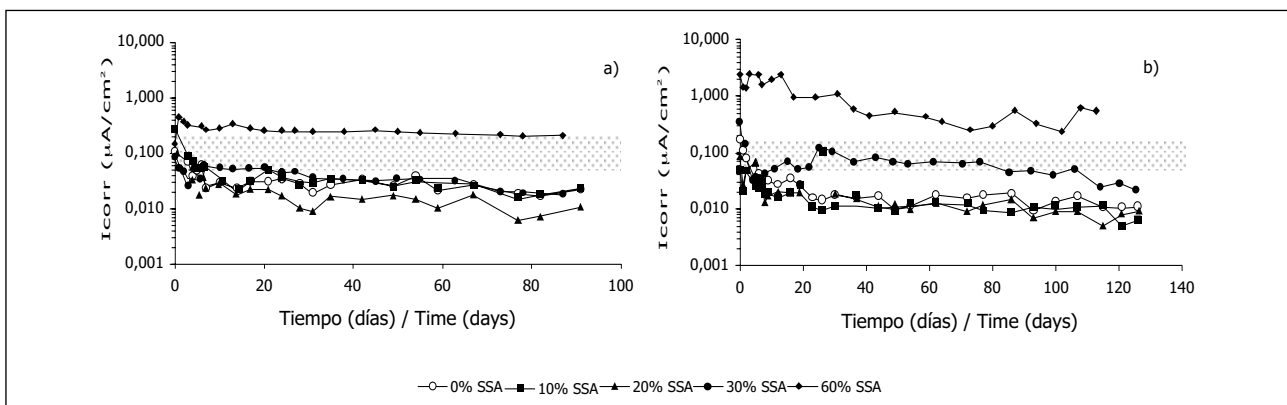 10,000
1,000
0,100
0,010
0,001
Icorr (µA/cm²)
0 20 40 60 80 100
Tiempo (días) / Time (days)
a)
10,000
1,000
0,100
0,010
0,001
Icorr (µA/cm²)
0 20 40 60 80 100 120 140
Tiempo (días) / Time (days)
b)
0% SSA 10% SSA 20% SSA 30% SSA 60% SSA